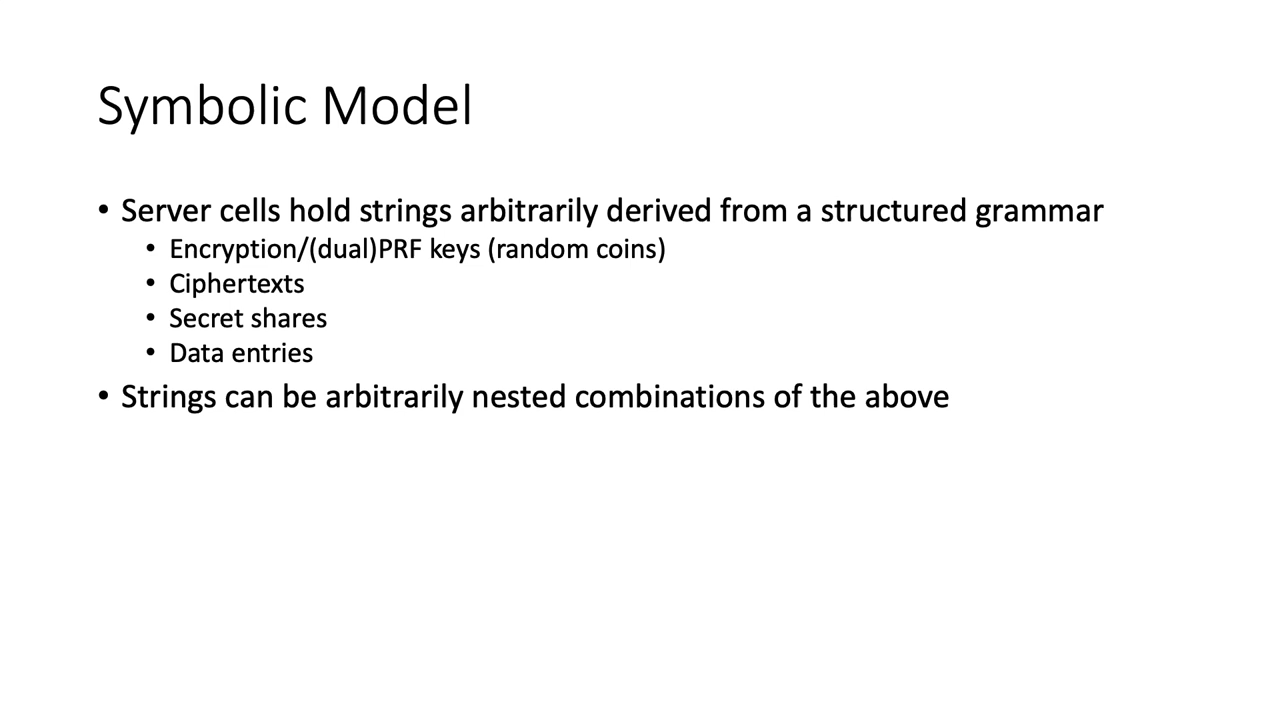 Symbolic Model
• Server cells hold strings arbitrarily derived from a structured grammar
• Encryption/(dual)PRF keys (random coins)
• Ciphertexts
• Secret shares
• Data entries
• Strings can be arbitrarily nested combinations of the above